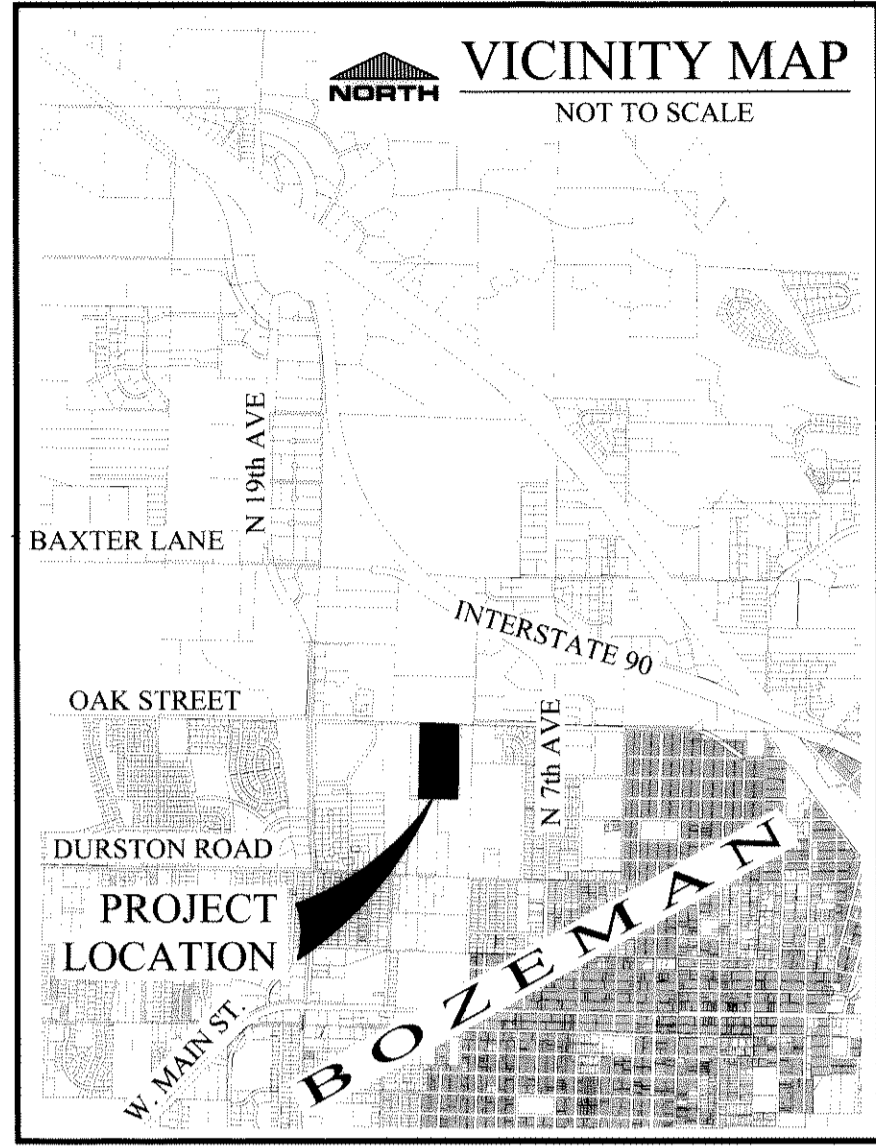 VICINITY MAP
NORTH
NOT TO SCALE
N 19th AVE
BAXTER LANE
INTERSTATE 90
OAK STREET
N 7th AVE
DURSTON ROAD
PROJECT
LOCATION
BOZEMAN
W. MAIN ST.